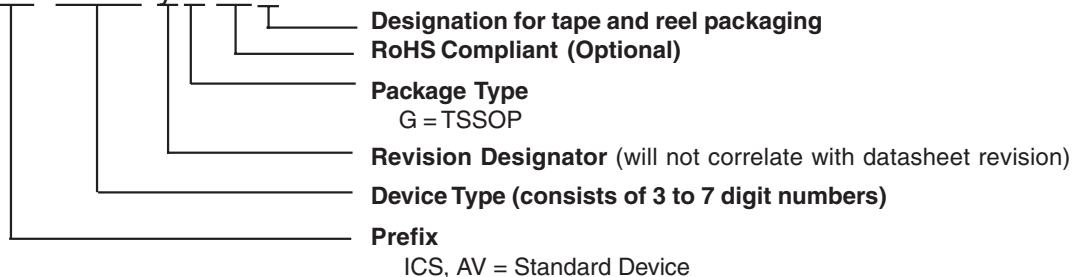 Designation for tape and reel packaging
RoHS Compliant (Optional)
Package Type
G = TSSOP
Revision Designator (will not correlate with datasheet revision)
Device Type (consists of 3 to 7 digit numbers)
Prefix
ICS, AV = Standard Device